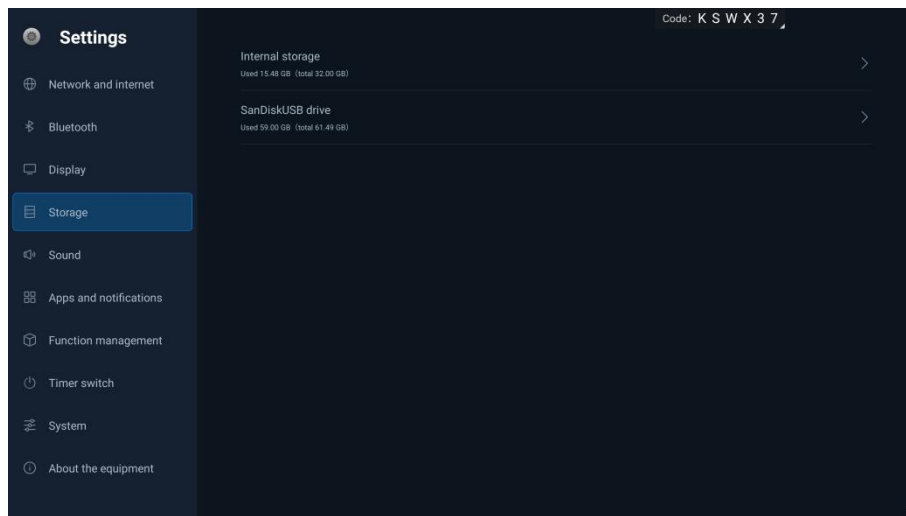 Code: K S W X 3 7
Settings
Network and internet
Bluetooth
Display
Storage
Sound
Apps and notifications
Function management
Timer switch
System
About the equipment
Internal storage
Used 15.48 GB (total 32.00 GB)
SanDiskUSB drive
Used 59.00 GB (total 61.49 GB)